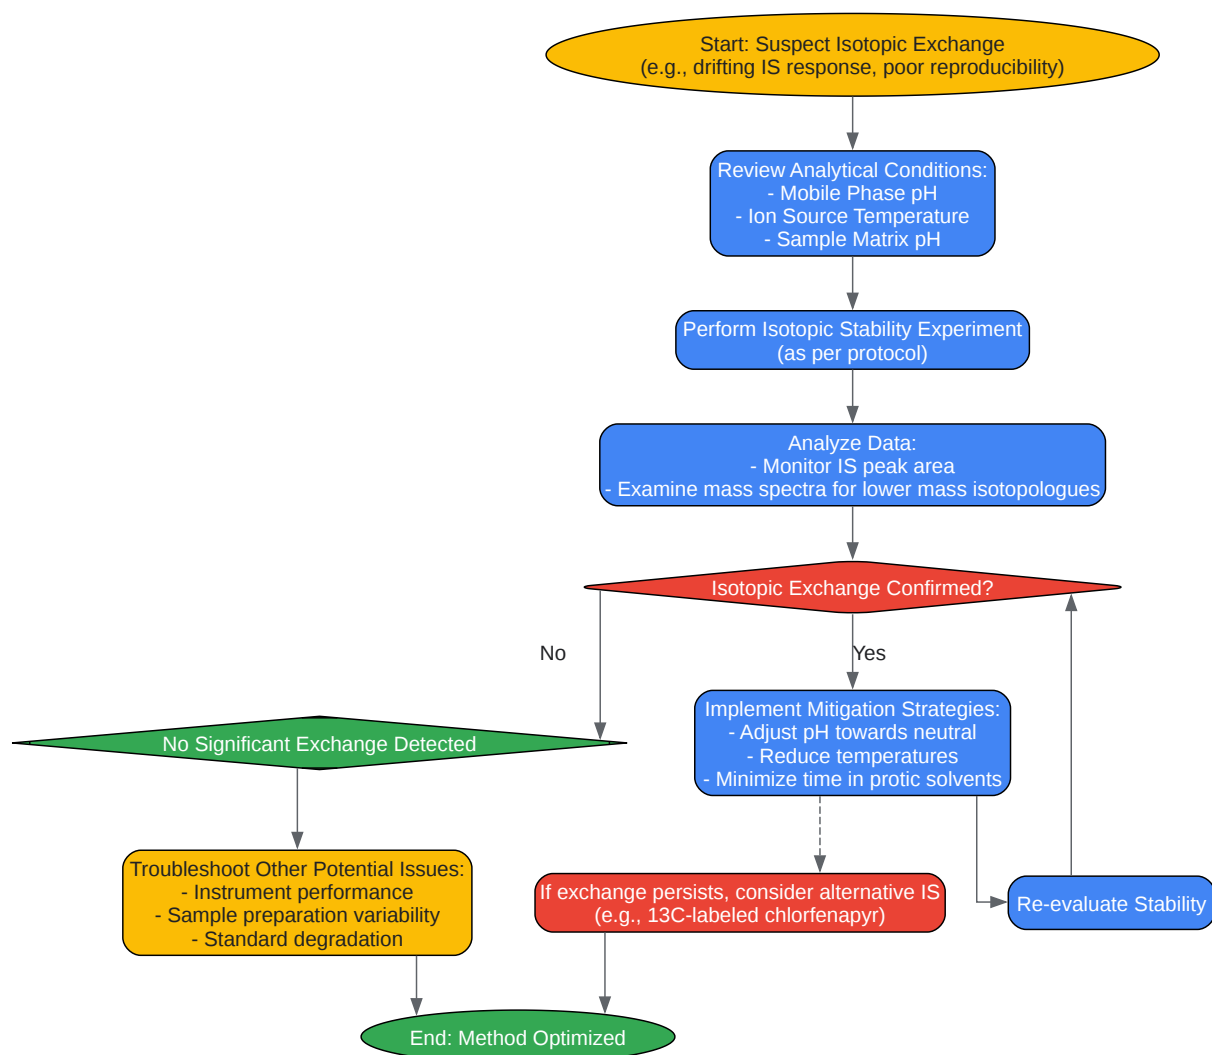 Start: Suspect Isotopic Exchange
(e.g., drifting IS response, poor reproducibility)
Review Analytical Conditions:
- Mobile Phase pH
- Ion Source Temperature
- Sample Matrix pH
Perform Isotopic Stability Experiment
(as per protocol)
Analyze Data:
- Monitor IS peak area
- Examine mass spectra for lower mass isotopologues
Isotopic Exchange Confirmed?
No
Yes
No Significant Exchange Detected
Implement Mitigation Strategies:
- Adjust pH towards neutral
- Reduce temperatures
- Minimize time in protic solvents
Troubleshoot Other Potential Issues:
- Instrument performance
- Sample preparation variability
- Standard degradation
If exchange persists, consider alternative IS
(e.g., 13C-labeled chlorfenapyr)
Re-evaluate Stability
End: Method Optimized